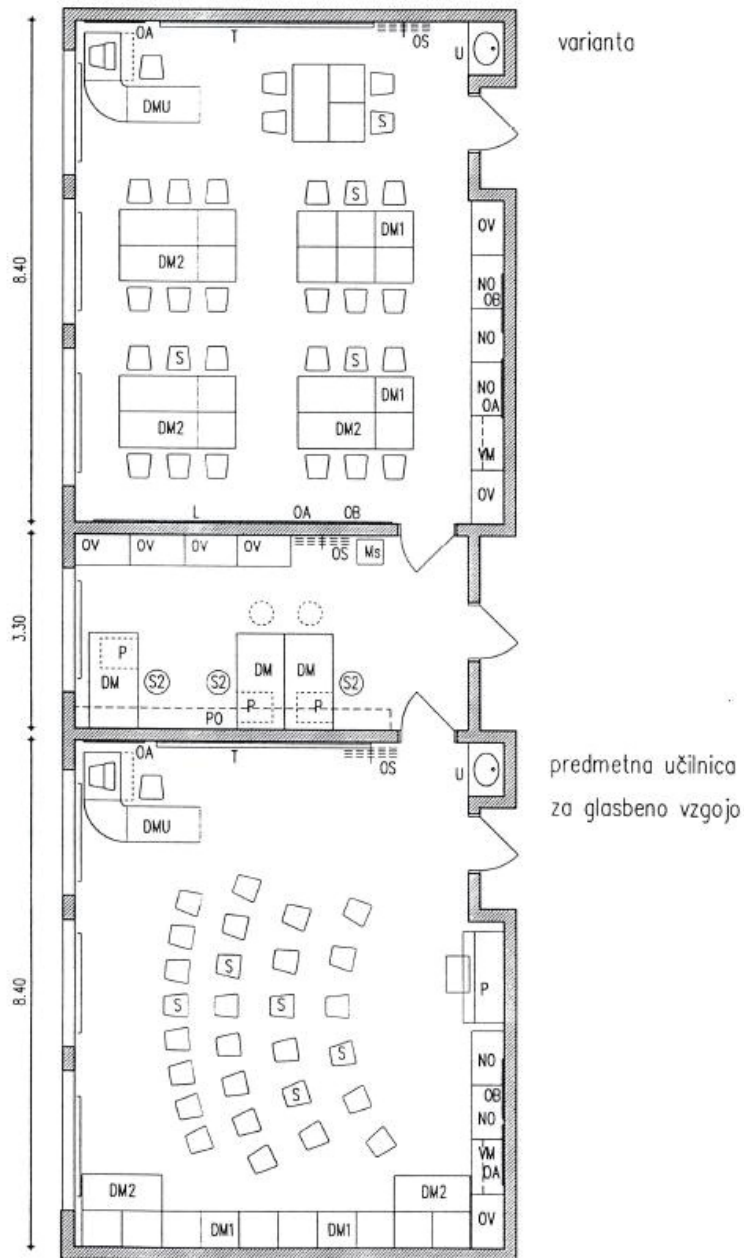 OA
T
OS
U
varianta
DMU
S
S
DM1
DM2
OV
NO
OB
NO
NO
OA
VM
OV
8.40
S
S
DM1
DM2
DM2
L
OA
OB
OV
OV
OV
OV
OS
Ms
3.30
P
DM
S2
S2
DM
DM
S2
P
P
PO
OA
T
OS
U
predmetna učilnica
za glasbeno vzgojo
DMU
S
S
S
S
S
P
8.40
NO
OB
NO
VM
OA
OV
DM2
DM2
DM1
DM1